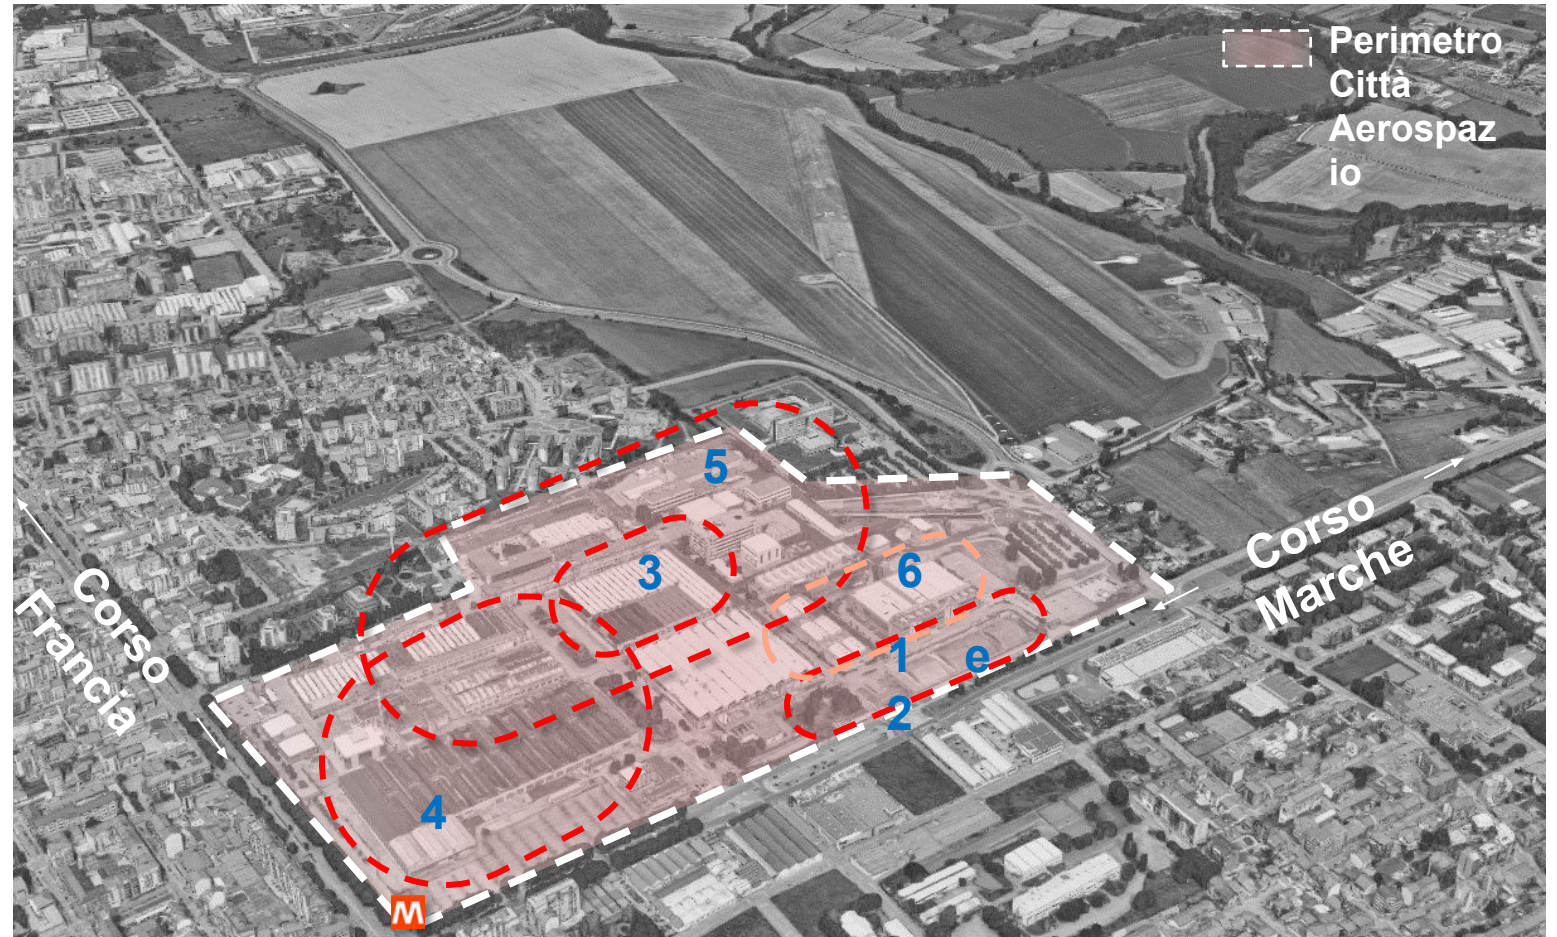 Perimetro
Città
Aerospaz
io
5
3
6
Corso
Marche
Corso
Francia
1 e
2
4
M